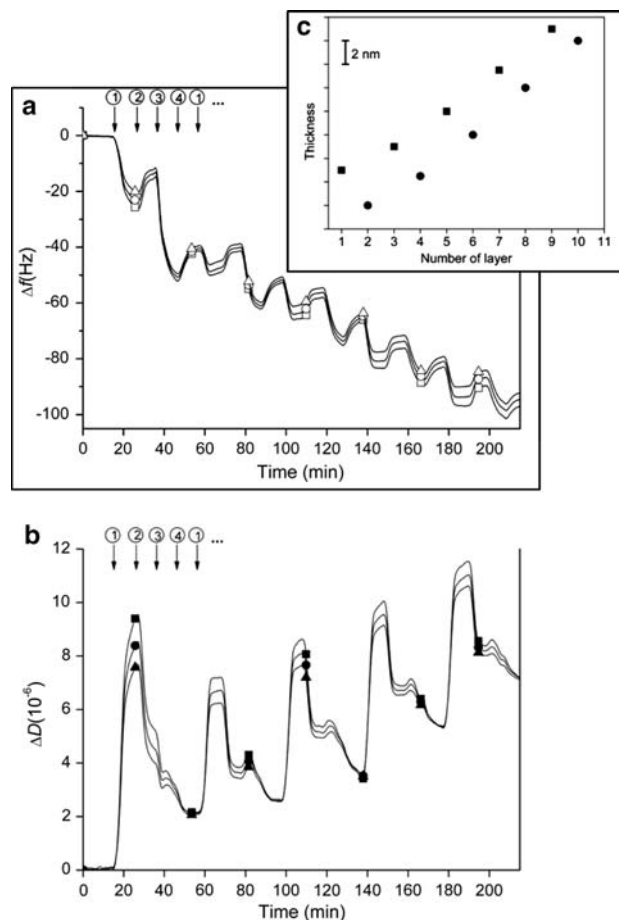 c
2 nm
Thickness
1 2 3 4 5 6 7 8 9 10 11
Number of layer
a
① ② ③ ④ ① ...
0
-20
-40
-60
-80
-100
Δf(Hz)
0 20 40 60 80 100 120 140 160 180 200
Time (min)
b
① ② ③ ④ ① ...
12
10
8
6
4
2
0
ΔD(10⁻⁶)
0 20 40 60 80 100 120 140 160 180 200
Time (min)